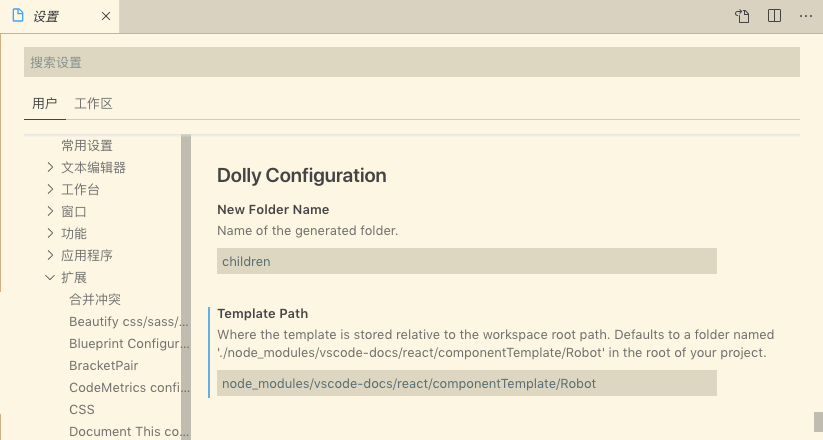 设置
搜索设置
用户 工作区
常用设置
文本编辑器
工作台
窗口
功能
应用程序
扩展
合并冲突
Beautify css/sass/...
Blueprint Configur...
BracketPair
CodeMetrics confi...
CSS
Document This co...
Dolly Configuration
New Folder Name
Name of the generated folder.
children
Template Path
Where the template is stored relative to the workspace root path. Defaults to a folder named
'./node_modules/vscode-docs/react/componentTemplate/Robot' in the root of your project.
node_modules/vscode-docs/react/componentTemplate/Robot